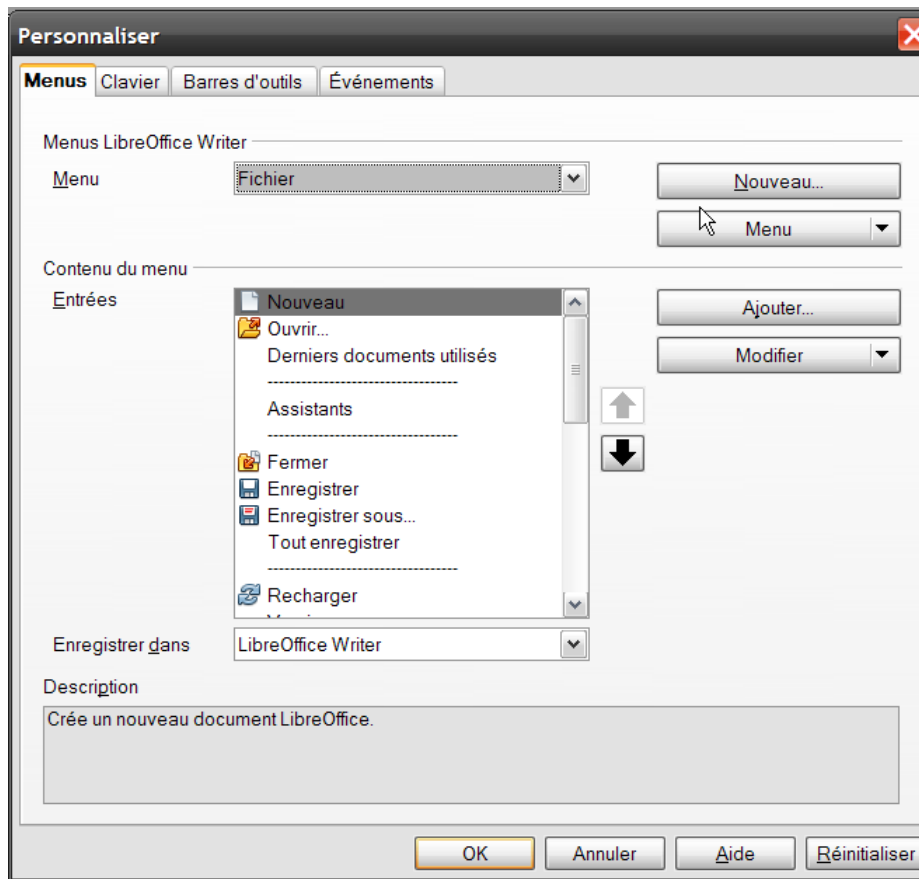 Personnaliser
Menus Clavier Barres d'outils Événements
Menus LibreOffice Writer
Menu Fichier Nouveau...
Menu
Contenu du menu
Entrées Nouveau Ajouter...
Ouvrir...
Derniers documents utilisés Modifier
----------------------------------
Assistants
----------------------------------
Fermer
Enregistrer
Enregistrer sous...
Tout enregistrer
----------------------------------
Recharger
Enregistrer dans LibreOffice Writer
Description
Crée un nouveau document LibreOffice.
OK Annuler Aide Réinitialiser